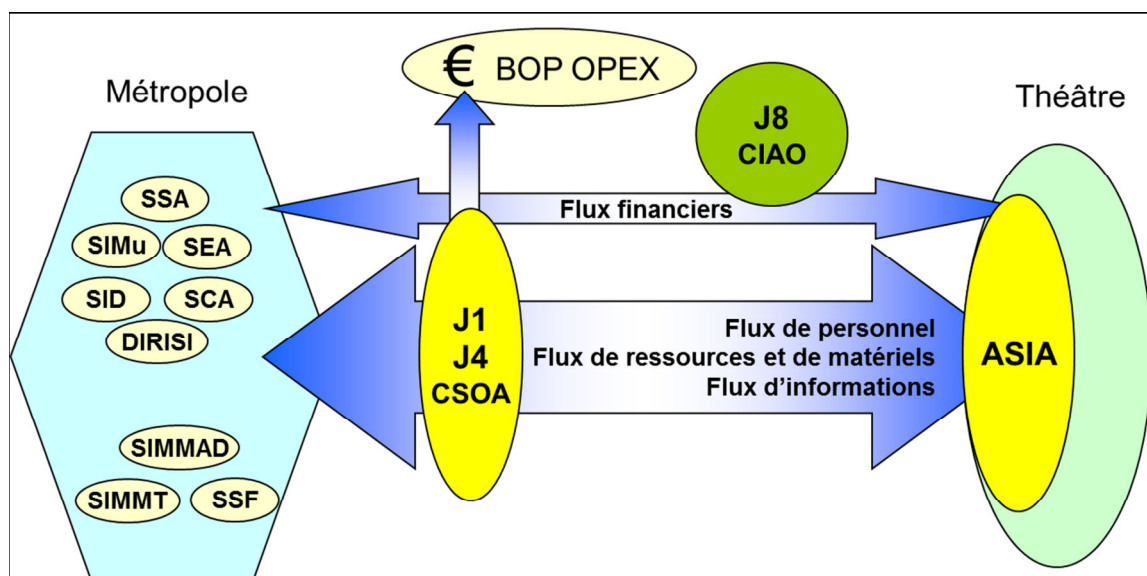 € BOP OPEX
Métropole
Théâtre
J8
CIAO
SSA
Flux financiers
SIMu
SEA
SID
SCA
DIRISI
J1
J4
CSOA
Flux de personnel
Flux de ressources et de matériels
Flux d’informations
ASIA
SIMMAD
SIMMT
SSF